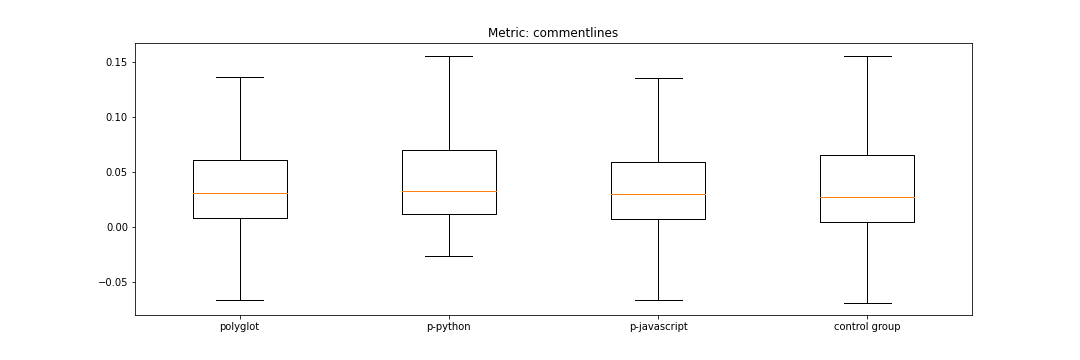 Metric: commentlines
0.15
0.10
0.05
0.00
−0.05
polyglot
p-python
p-javascript
control group